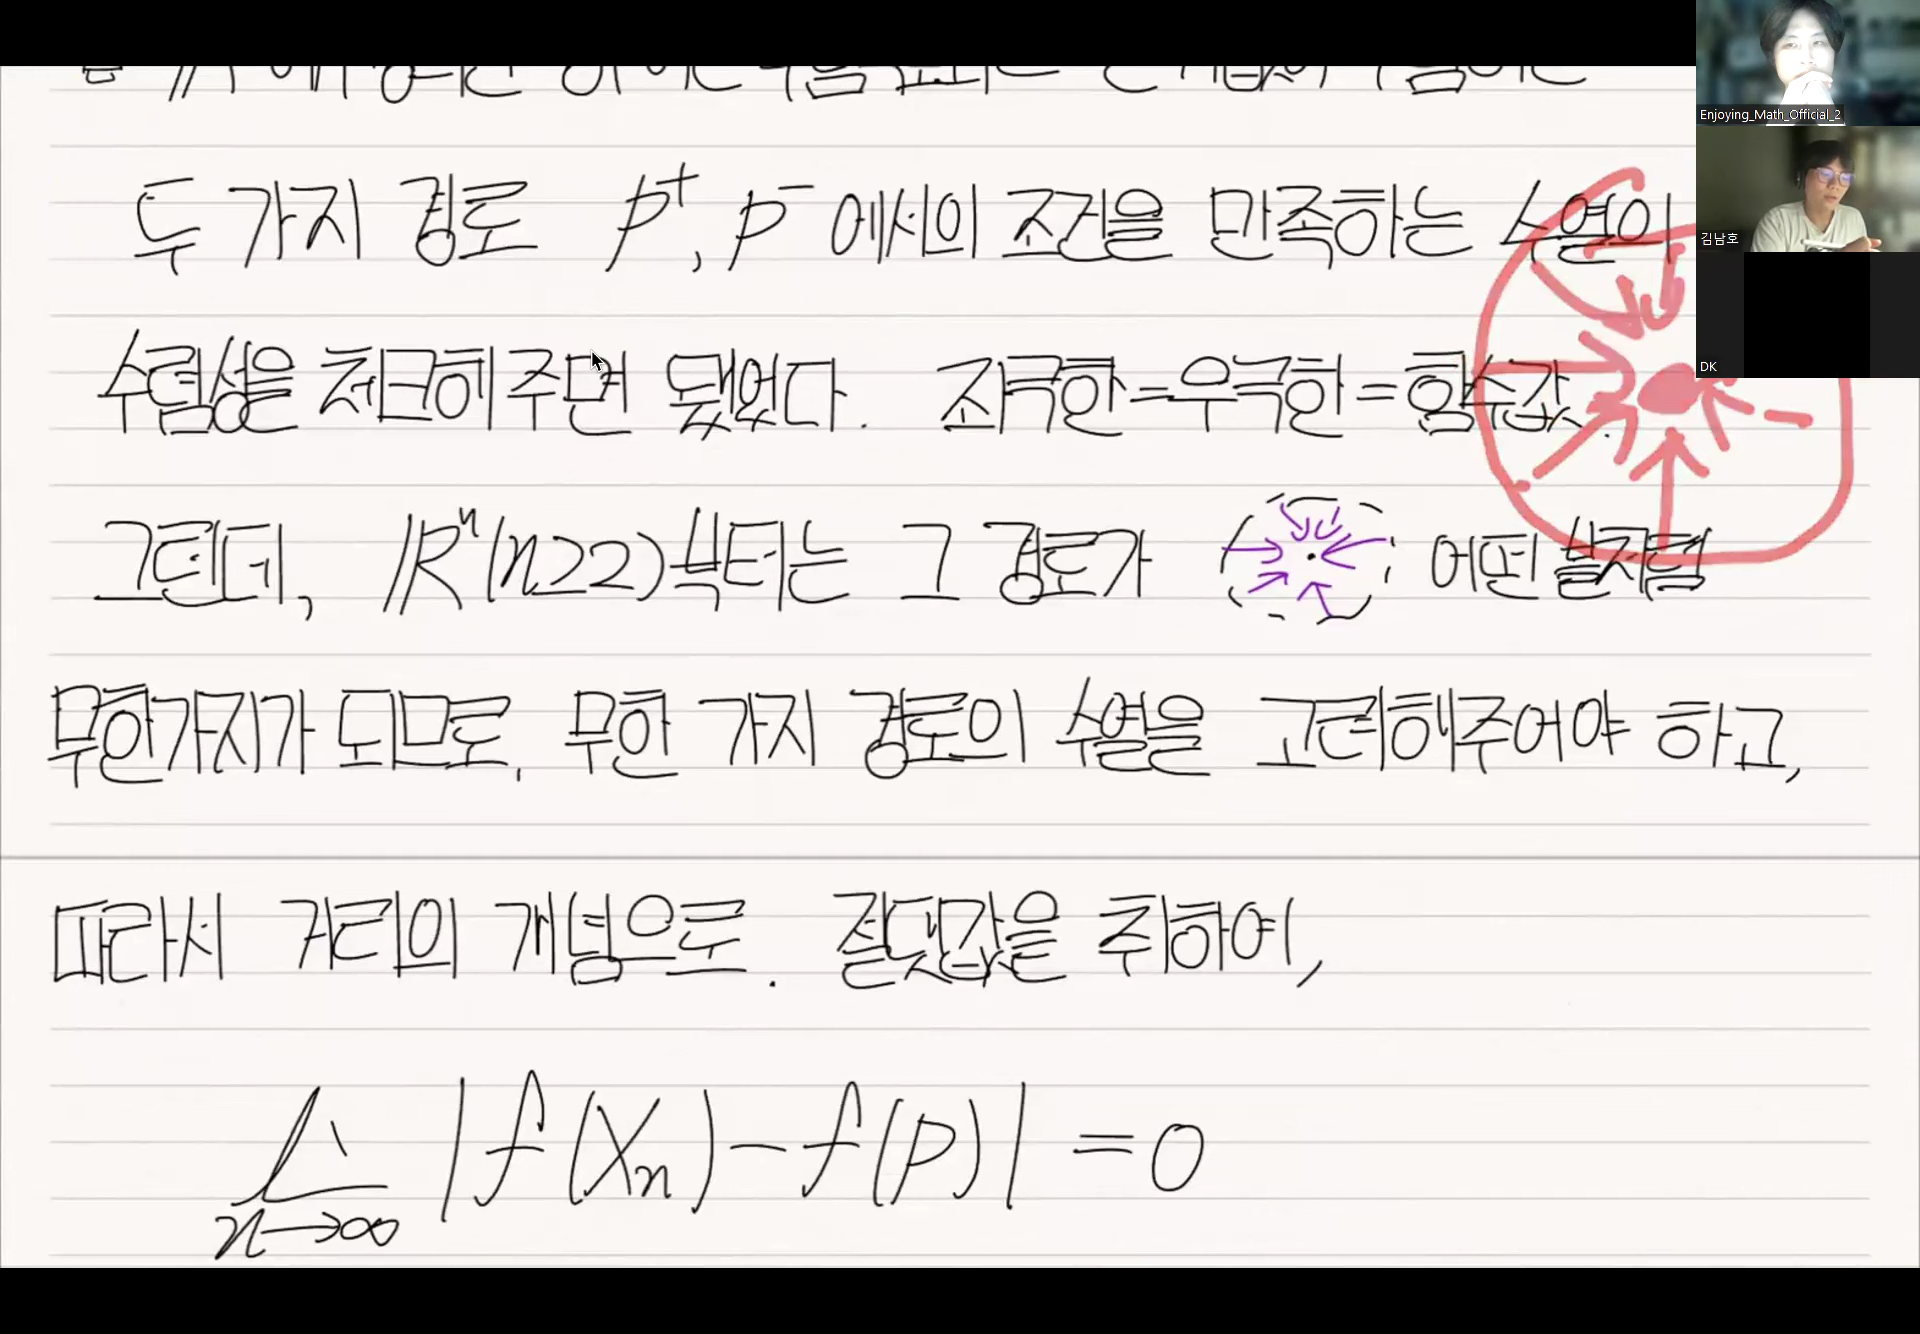 두 가지 경로 p⁺, p⁻ 에서의 조건을 만족하는 수열의
수렴성을 체크해주면 됐었다. 좌극한=우극한=함수값.
그런데, ℝⁿ(n≥2)부터는 그 경로가 어떤 처럼
무한가지가 되므로, 무한 가지 경로의 수열을 고려해주어야 하고,
따라서 거리의 개념으로. 절댓값을 취하여,
lim |f(xₙ)-f(p)| = 0
n→∞
Enjoying_Math_Official_2
김남호
DK